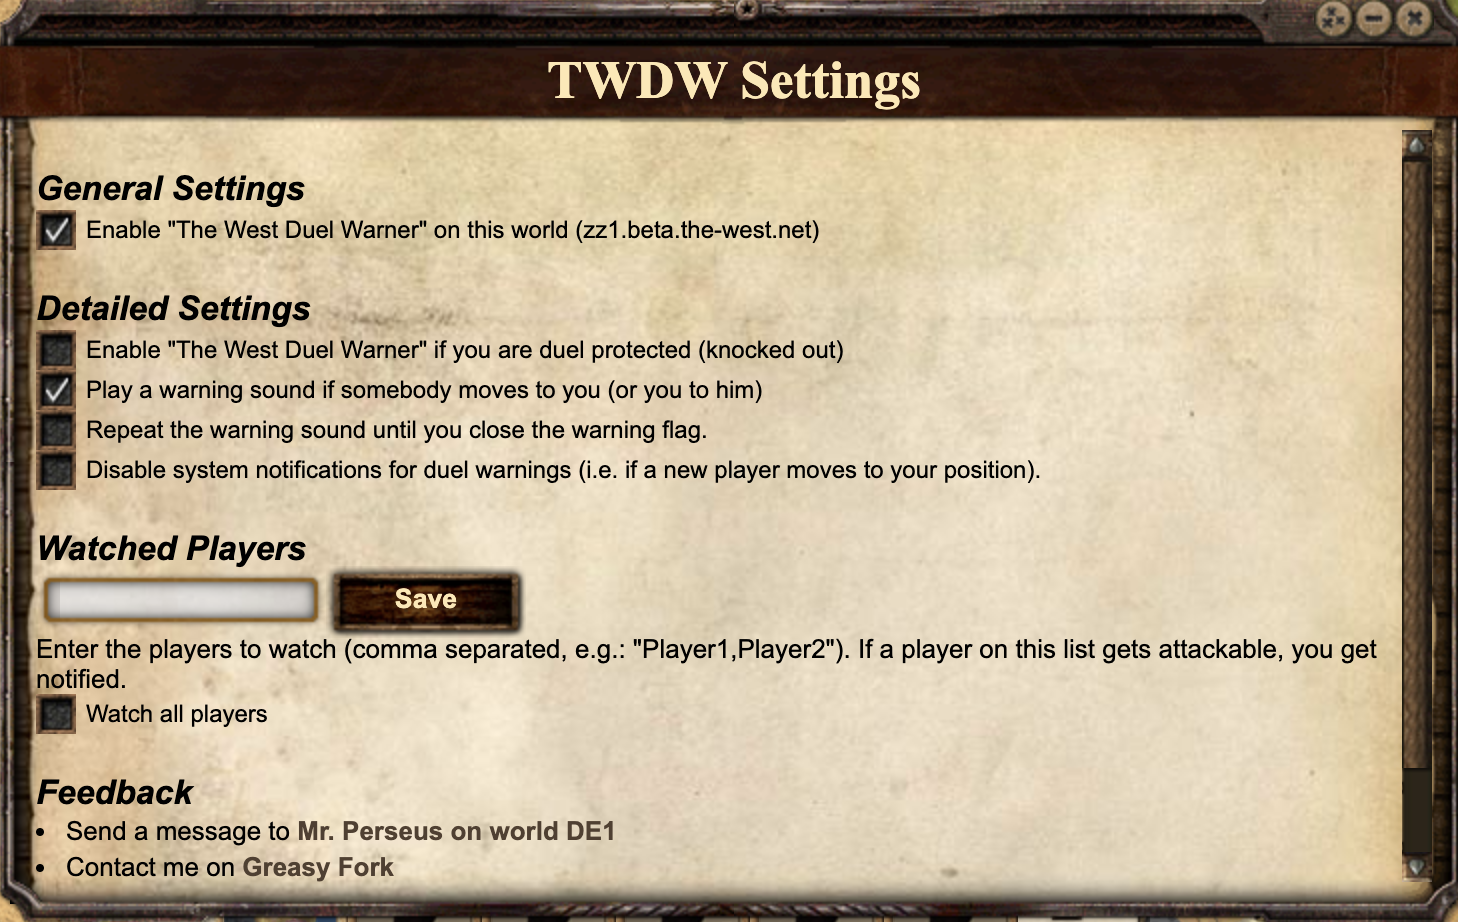 TWDW Settings
General Settings
Enable "The West Duel Warner" on this world (zz1.beta.the-west.net)
Detailed Settings
Enable "The West Duel Warner" if you are duel protected (knocked out)
Play a warning sound if somebody moves to you (or you to him)
Repeat the warning sound until you close the warning flag.
Disable system notifications for duel warnings (i.e. if a new player moves to your position).
Watched Players
Save
Enter the players to watch (comma separated, e.g.: "Player1,Player2"). If a player on this list gets attackable, you get
notified.
Watch all players
Feedback
• Send a message to Mr. Perseus on world DE1
• Contact me on Greasy Fork